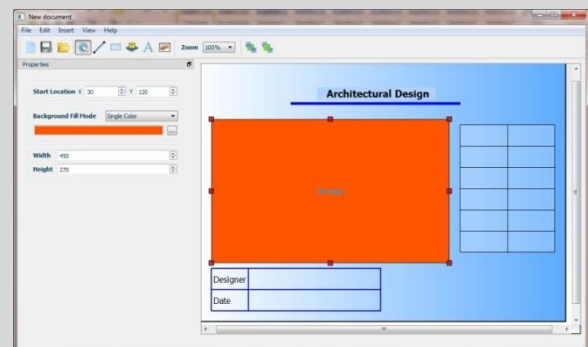 New document
File Edit Insert View Help
A Zoom 100%
Properties
Start Location X 30 Y 120
Background Fill Mode Single Color
...
Width 450
Height 270
Architectural Design
Designer
Date